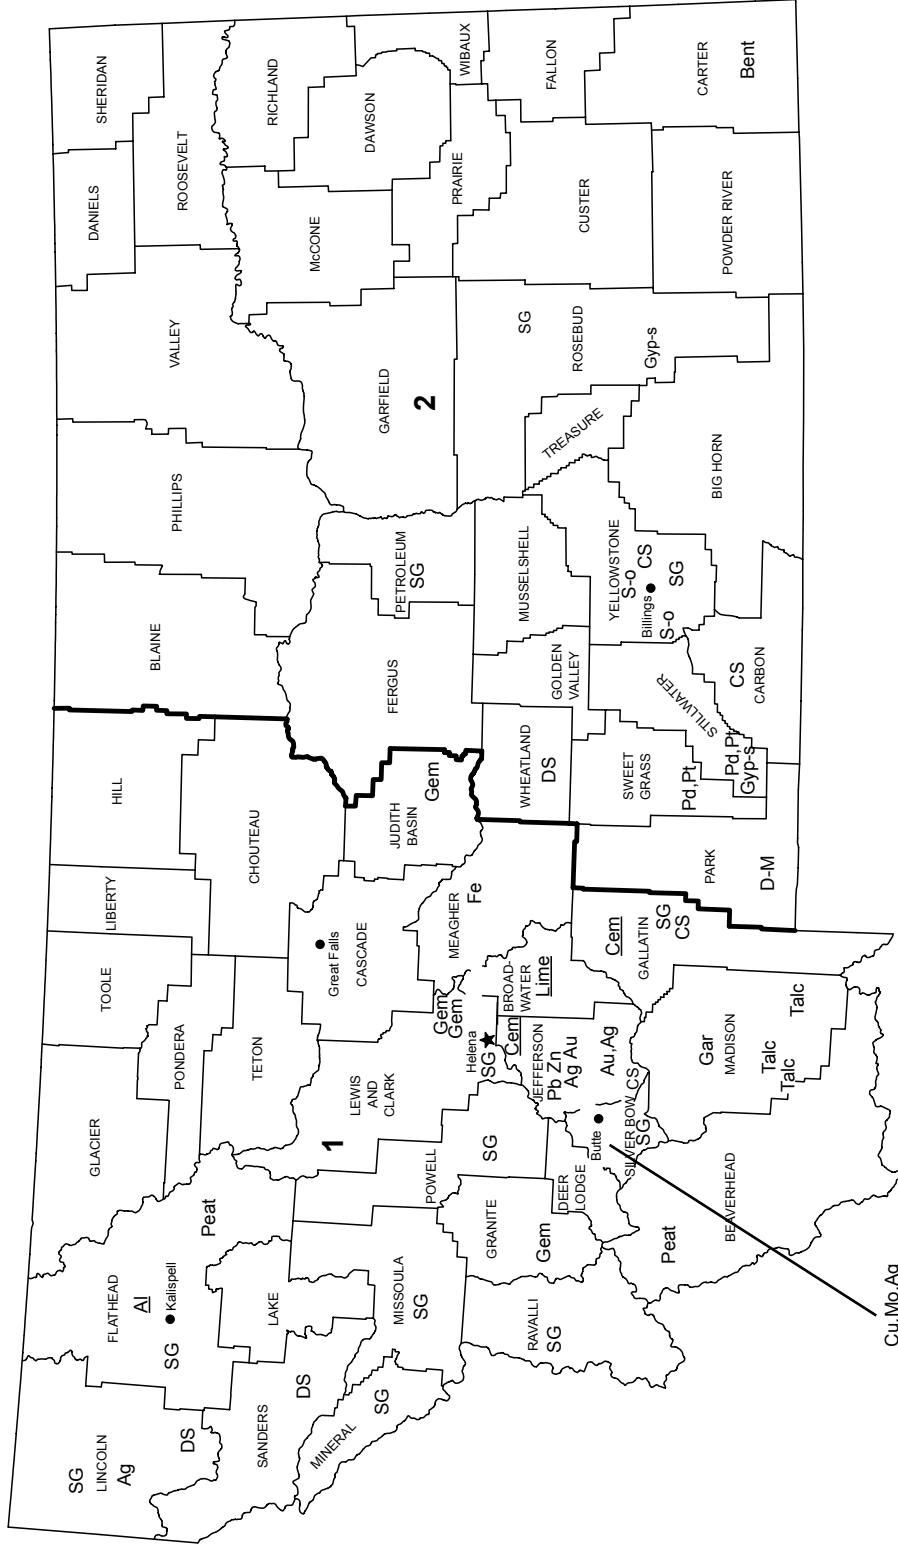 LINCOLN
SG
Ag
DS
FLATHEAD
Al
Kalispell
SG
Peat
GLACIER
TOOLE
LIBERTY
HILL
BLAINE
PHILLIPS
VALLEY
DANIELS
SHERIDAN
ROOSEVELT
PONDERA
TETON
CHOUTEAU
SANDERS
DS
LAKE
MINERAL
SG
MISSOULA
SG
POWELL
SG
LEWIS
AND
CLARK
1
CASCADE
Great Falls
JUDITH
BASIN
Gem
FERGUS
PETROLEUM
SG
GARFIELD
2
McCONE
RICHLAND
DAWSON
WIBAUX
PRAIRIE
FALLON
CUSTER
CARTER
Bent
POWDER RIVER
RAVALLI
SG
GRANITE
Gem
DEER
LODGE
Helena
SG
Gem
Gem
MEAGHER
Fe
BROAD-
WATER
Lime
Cem
JEFFERSON
Pb Zn
Ag Au
Au,Ag
CS
Butte
SILVER BOW
SG
Cu,Mo,Ag
BEAVERHEAD
Peat
MADISON
Gar
Talc
Talc
Talc
GALLATIN
Cem
SG
CS
PARK
D-M
WHEATLAND
DS
SWEET
GRASS
Pd,Pt
GOLDEN
VALLEY
MUSSELSHELL
STILLWATER
Pd,Pt
Gyp-s
YELLOWSTONE
S-o
CS
Billings
S-o
SG
CARBON
CS
TREASURE
ROSEBUD
SG
Gyp-s
BIG HORN